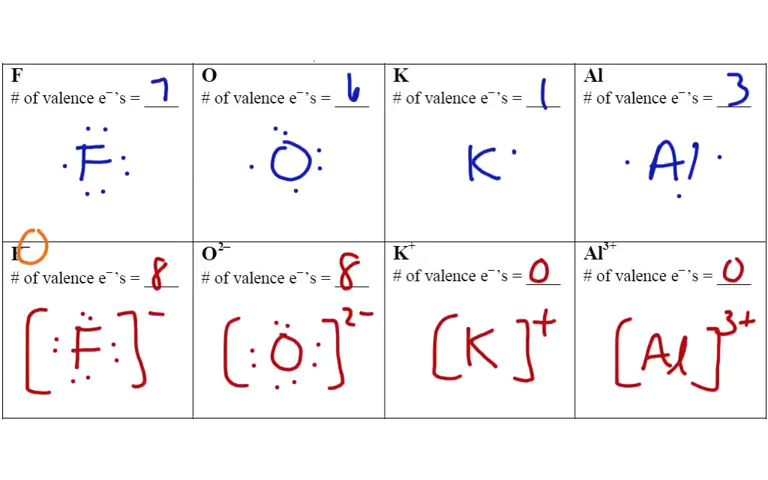 F
# of valence e⁻'s = 7
F
O
# of valence e⁻'s = 6
O
K
# of valence e⁻'s = 1
K
Al
# of valence e⁻'s = 3
Al
F⁻
# of valence e⁻'s = 8
[F]⁻
O²⁻
# of valence e⁻'s = 8
[O]²⁻
K⁺
# of valence e⁻'s = 0
[K]⁺
Al³⁺
# of valence e⁻'s = 0
[Al]³⁺